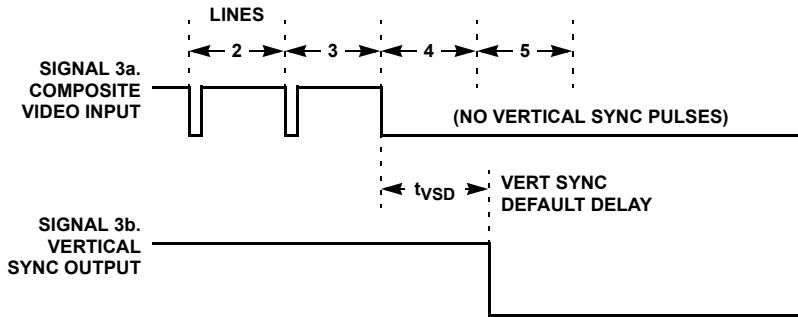 LINES
2 3 4 5
SIGNAL 3a.
COMPOSITE
VIDEO INPUT
(NO VERTICAL SYNC PULSES)
tVSD
VERT SYNC
DEFAULT DELAY
SIGNAL 3b.
VERTICAL
SYNC OUTPUT